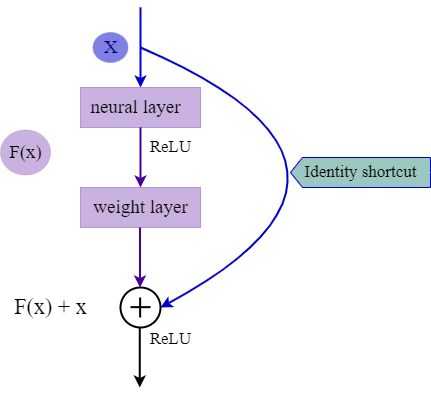 X
neural layer
ReLU
F(x)
Identity shortcut
weight layer
F(x) + x
ReLU